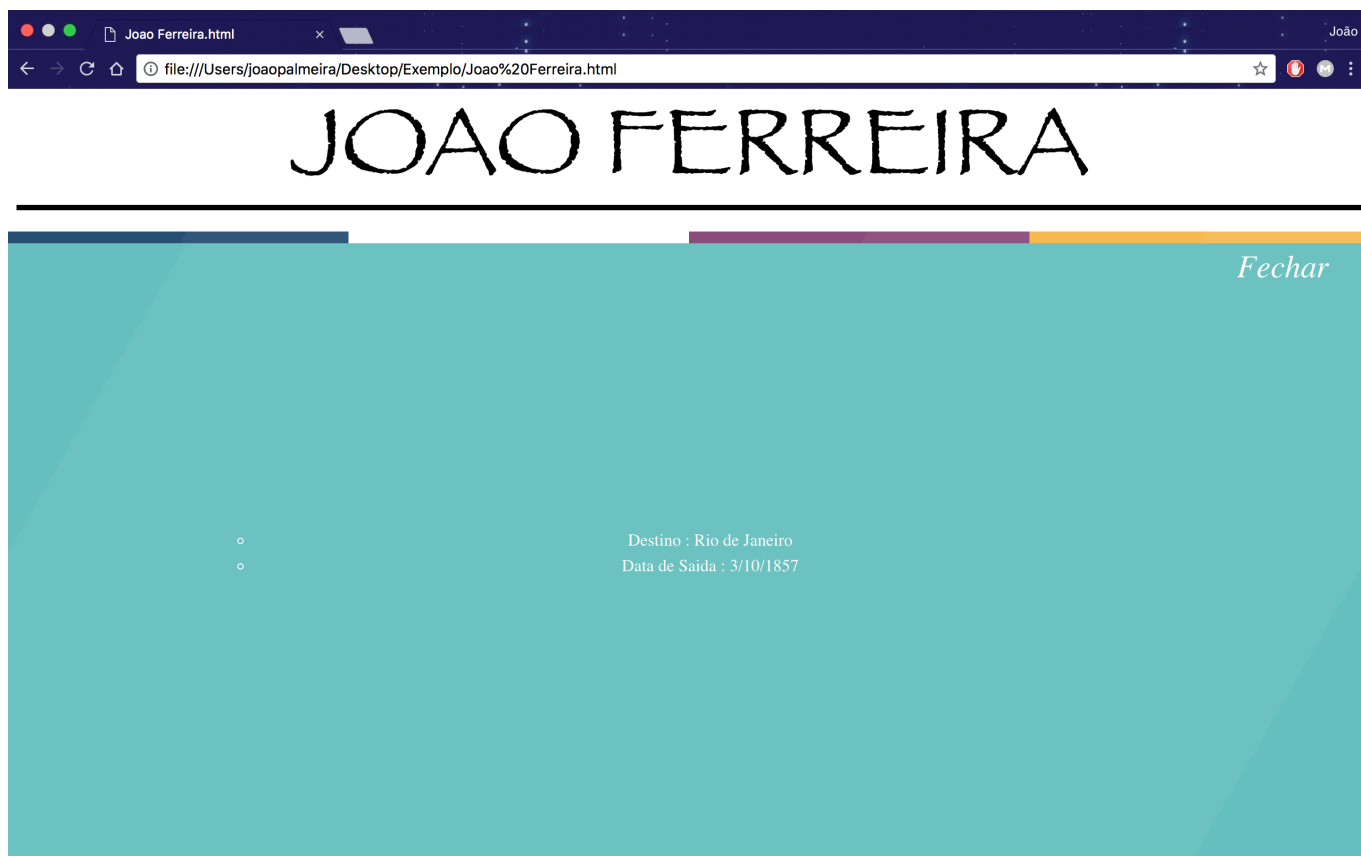 Joao Ferreira.html
João
file:///Users/joaopalmeira/Desktop/Exemplo/Joao%20Ferreira.html
M
JOAO FERREIRA
Fechar
Destino : Rio de Janeiro
Data de Saida : 3/10/1857